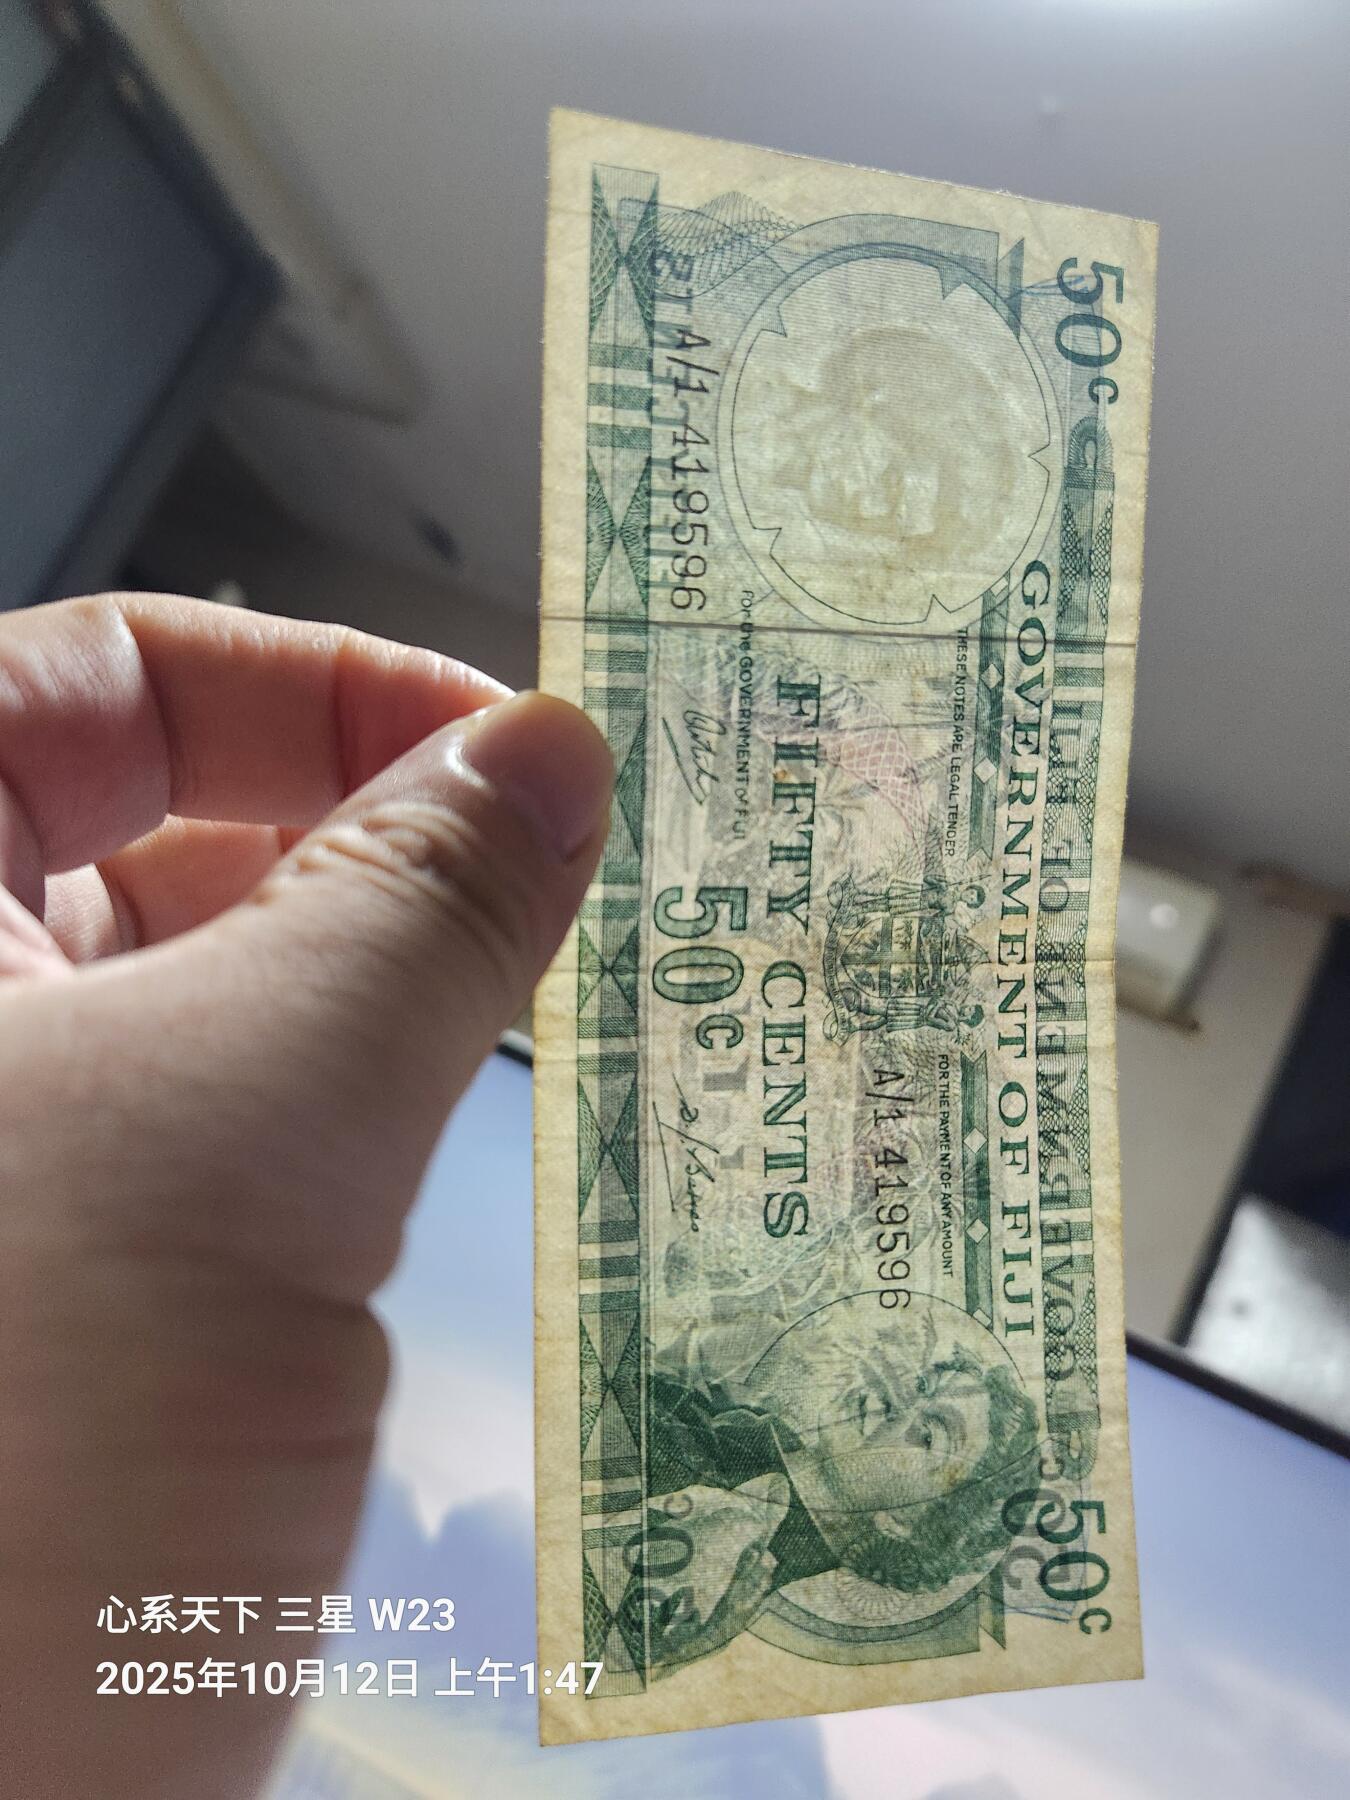 50c
GOVERNMENT OF FIJI
50c
THESE NOTES ARE LEGAL TENDER
FOR THE PAYMENT OF ANY AMOUNT
A/1 419596
FIFTY CENTS
For the GOVERNMENT of FIJI
A/1 419596
50c
心系天下 三星 W23
2025年10月12日 上午1:47